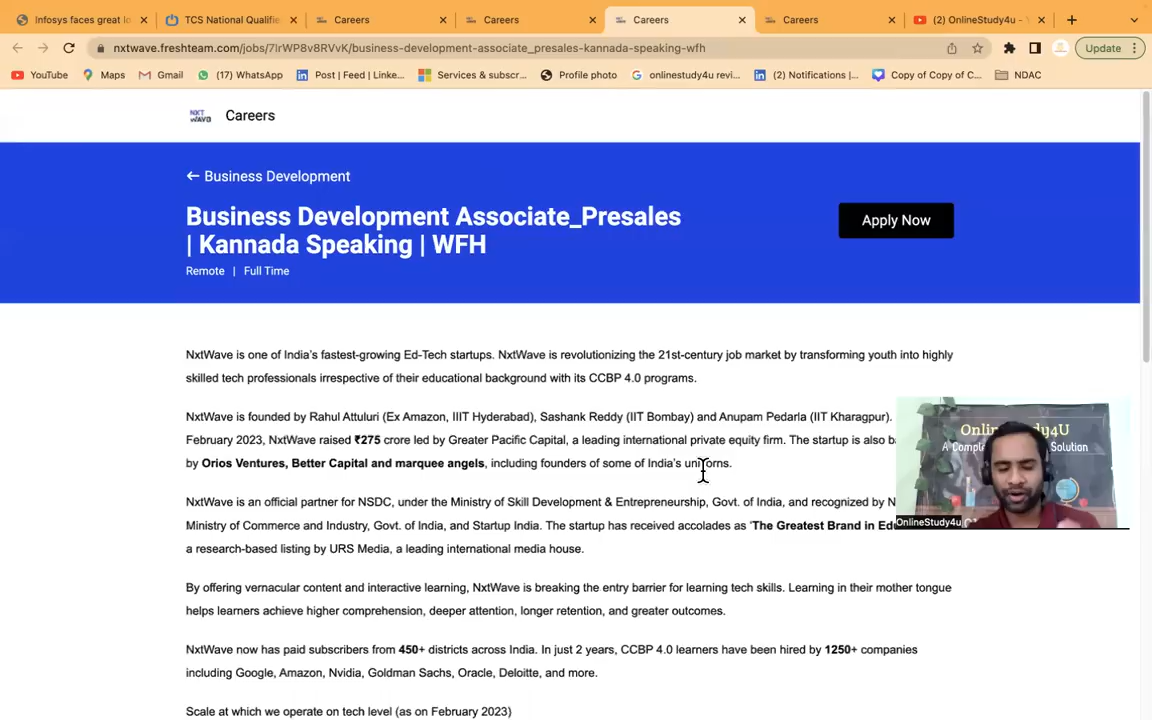 Infosys faces great lo
TCS National Qualifie
Careers
Careers
Careers
Careers
(2) OnlineStudy4u -
nxtwave.freshteam.com/jobs/7IrWP8v8RVvK/business-development-associate_presales-kannada-speaking-wfh
Update
YouTube
Maps
Gmail
(17) WhatsApp
Post | Feed | Linke...
Services & subscr...
Profile photo
onlinestudy4u revi...
(2) Notifications |...
Copy of Copy of C...
NDAC
NXT WAVE Careers
← Business Development
Business Development Associate_Presales
| Kannada Speaking | WFH
Apply Now
Remote | Full Time
NxtWave is one of India's fastest-growing Ed-Tech startups. NxtWave is revolutionizing the 21st-century job market by transforming youth into highly
skilled tech professionals irrespective of their educational background with its CCBP 4.0 programs.
NxtWave is founded by Rahul Attuluri (Ex Amazon, IIIT Hyderabad), Sashank Reddy (IIT Bombay) and Anupam Pedarla (IIT Kharagpur).
February 2023, NxtWave raised ₹275 crore led by Greater Pacific Capital, a leading international private equity firm. The startup is also ba
by Orios Ventures, Better Capital and marquee angels, including founders of some of India's unicorns.
NxtWave is an official partner for NSDC, under the Ministry of Skill Development & Entrepreneurship, Govt. of India, and recognized by N
Ministry of Commerce and Industry, Govt. of India, and Startup India. The startup has received accolades as 'The Greatest Brand in Edu
a research-based listing by URS Media, a leading international media house.
By offering vernacular content and interactive learning, NxtWave is breaking the entry barrier for learning tech skills. Learning in their mother tongue
helps learners achieve higher comprehension, deeper attention, longer retention, and greater outcomes.
NxtWave now has paid subscribers from 450+ districts across India. In just 2 years, CCBP 4.0 learners have been hired by 1250+ companies
including Google, Amazon, Nvidia, Goldman Sachs, Oracle, Deloitte, and more.
Scale at which we operate on tech level (as on February 2023)
OnlineStudy4u